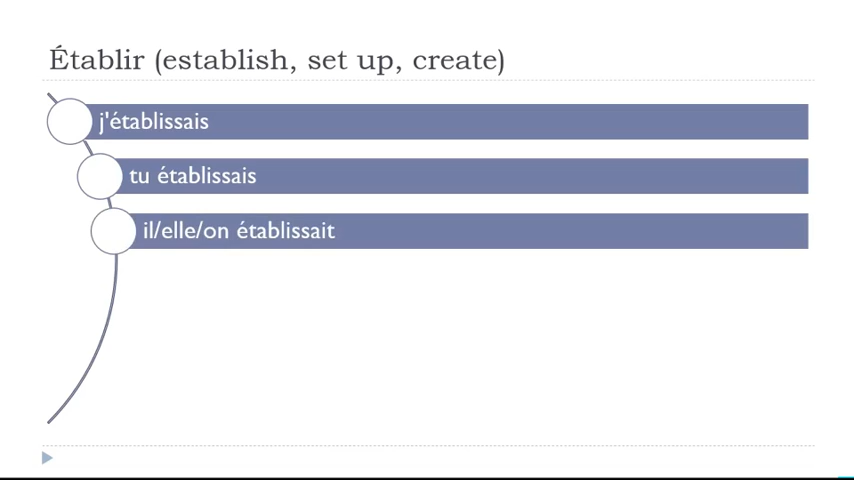 Établir (establish, set up, create)
j'établissais
tu établissais
il/elle/on établissait